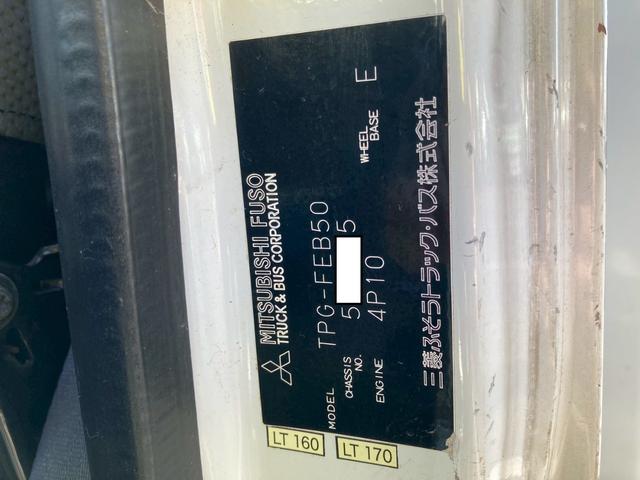 MITSUBISHI FUSO
TRUCK & BUS CORPORATION
MODEL TPG-FEB50
CHASSIS NO. 5 5
ENGINE 4P10
WHEEL BASE E
三菱ふそうトラック・バス株式会社
LT 160
LT 170